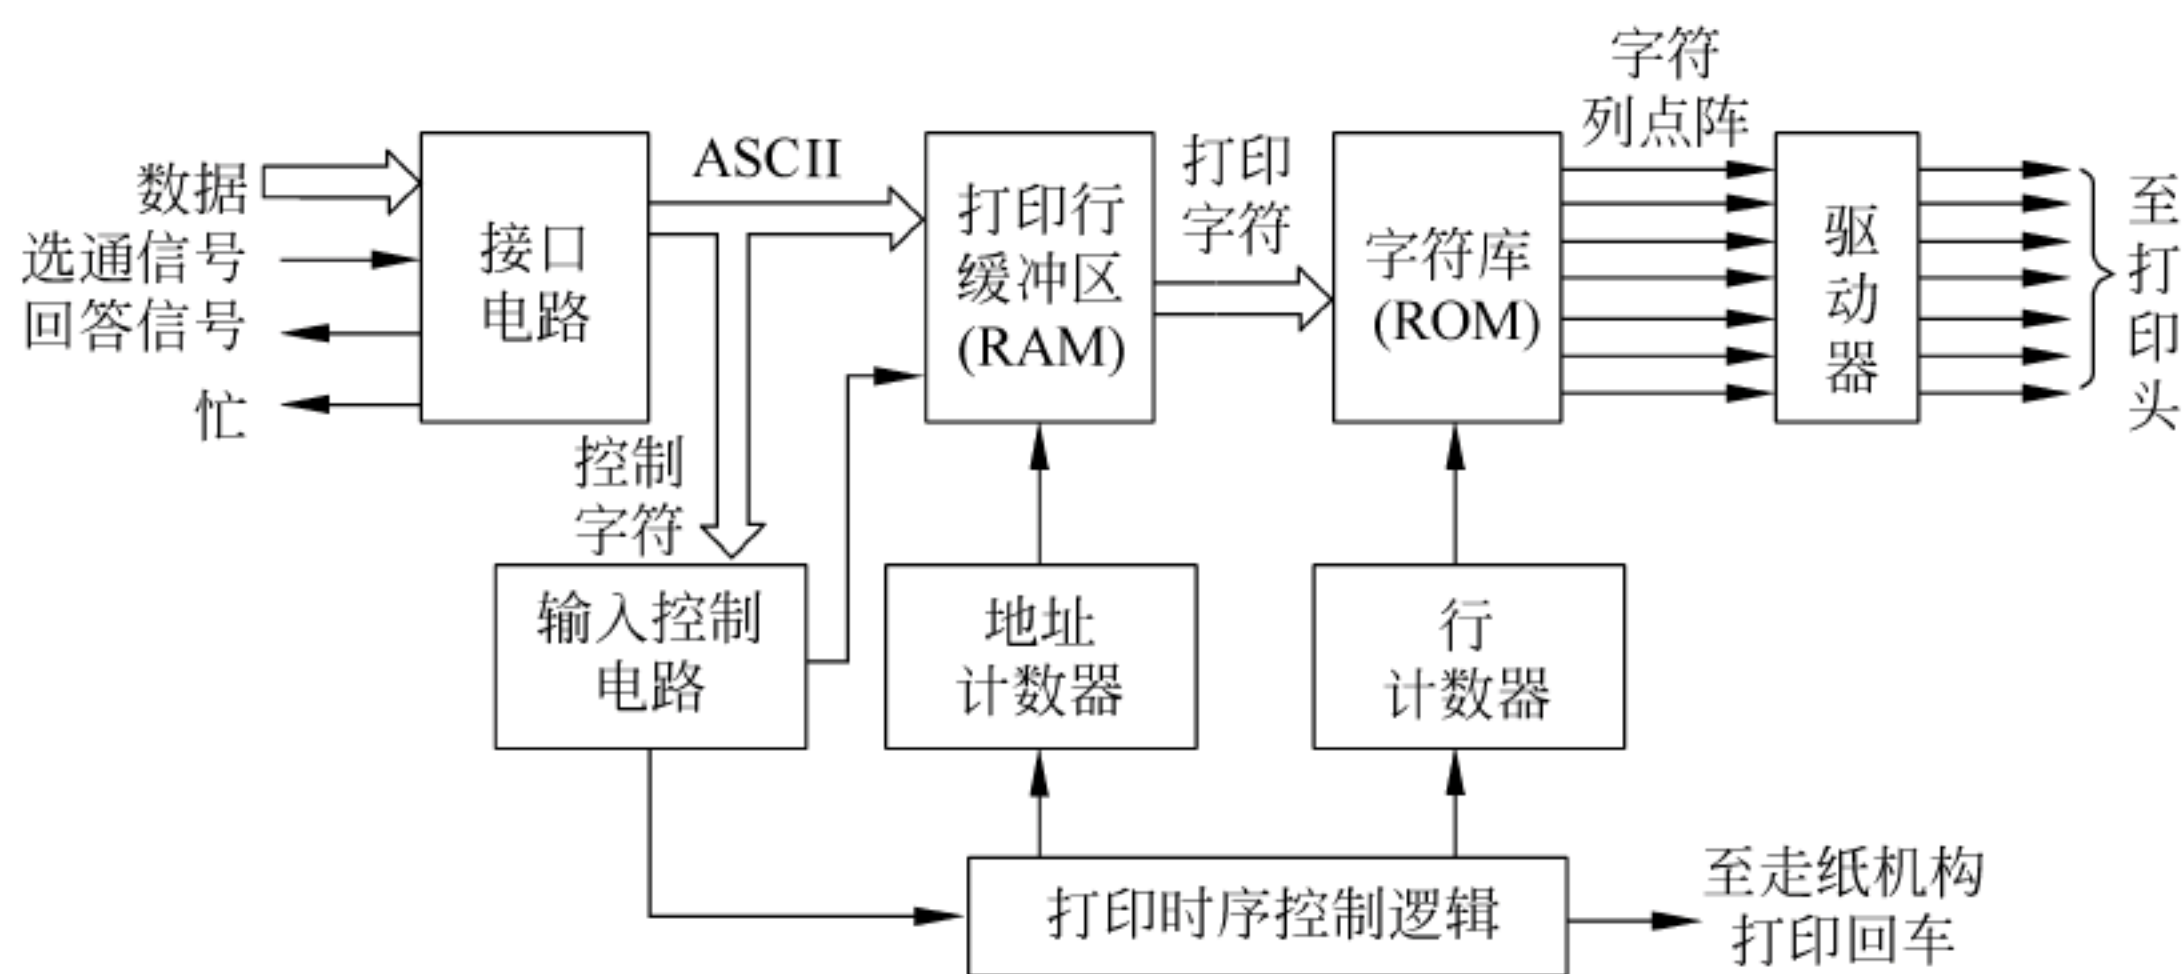 数据
选通信号
回答信号
忙
接口
电路
ASCII
控制
字符
打印行
缓冲区
(RAM)
打印
字符
字符库
(ROM)
字符
列点阵
驱
动
器
至
打
印
头
输入控制
电路
地址
计数器
行
计数器
打印时序控制逻辑
至走纸机构
打印回车